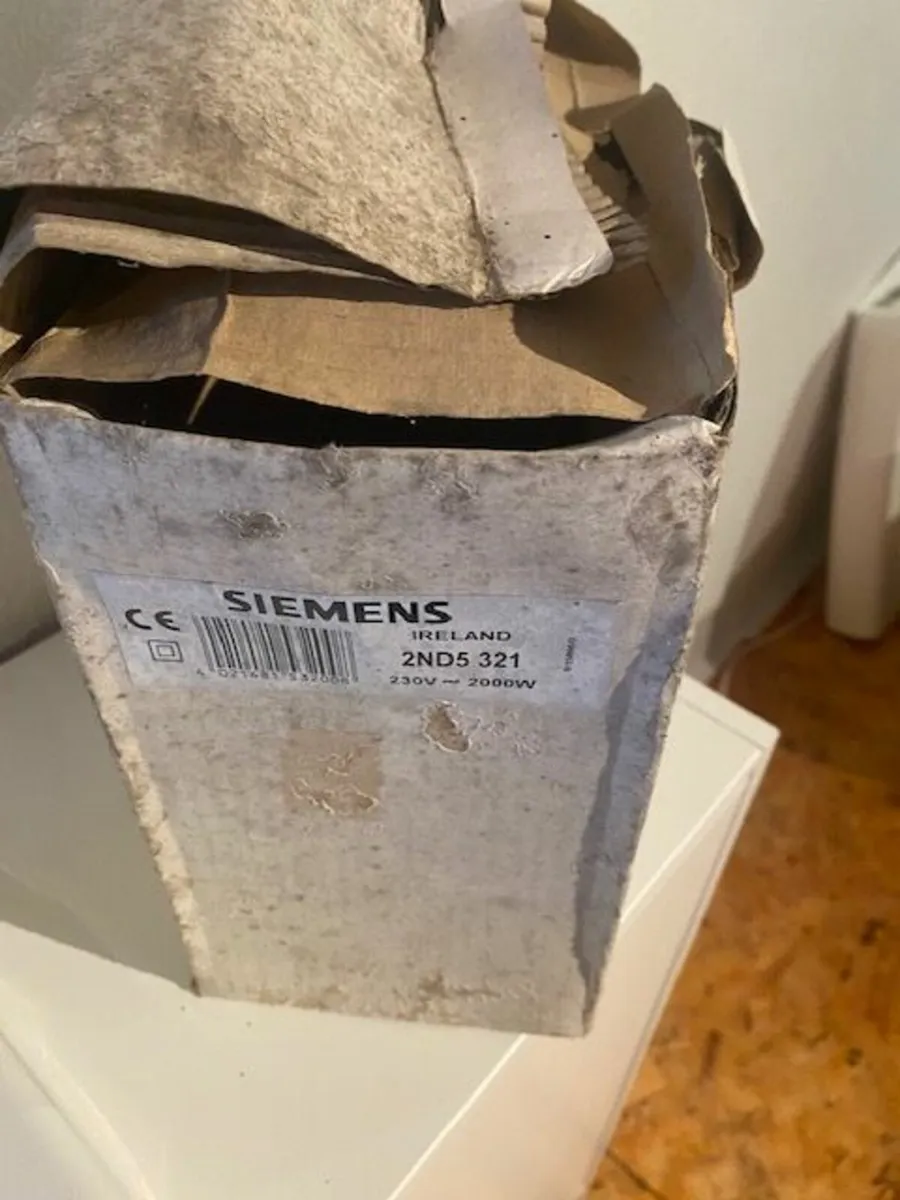 SIEMENS
CE
IRELAND
2ND5 321
230V ~ 2000W